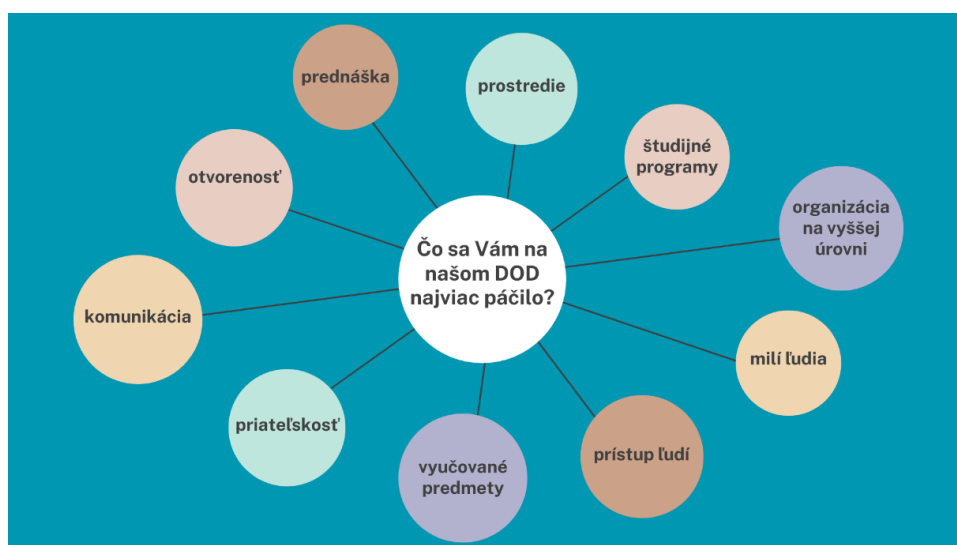 prednáška
prostredie
študijné
programy
otvorenosť
organizácia
na vyššej
úrovni
Čo sa Vám na
našom DOD
najviac páčilo?
komunikácia
milí ľudia
priateľskosť
vyučované
predmety
prístup ľudí